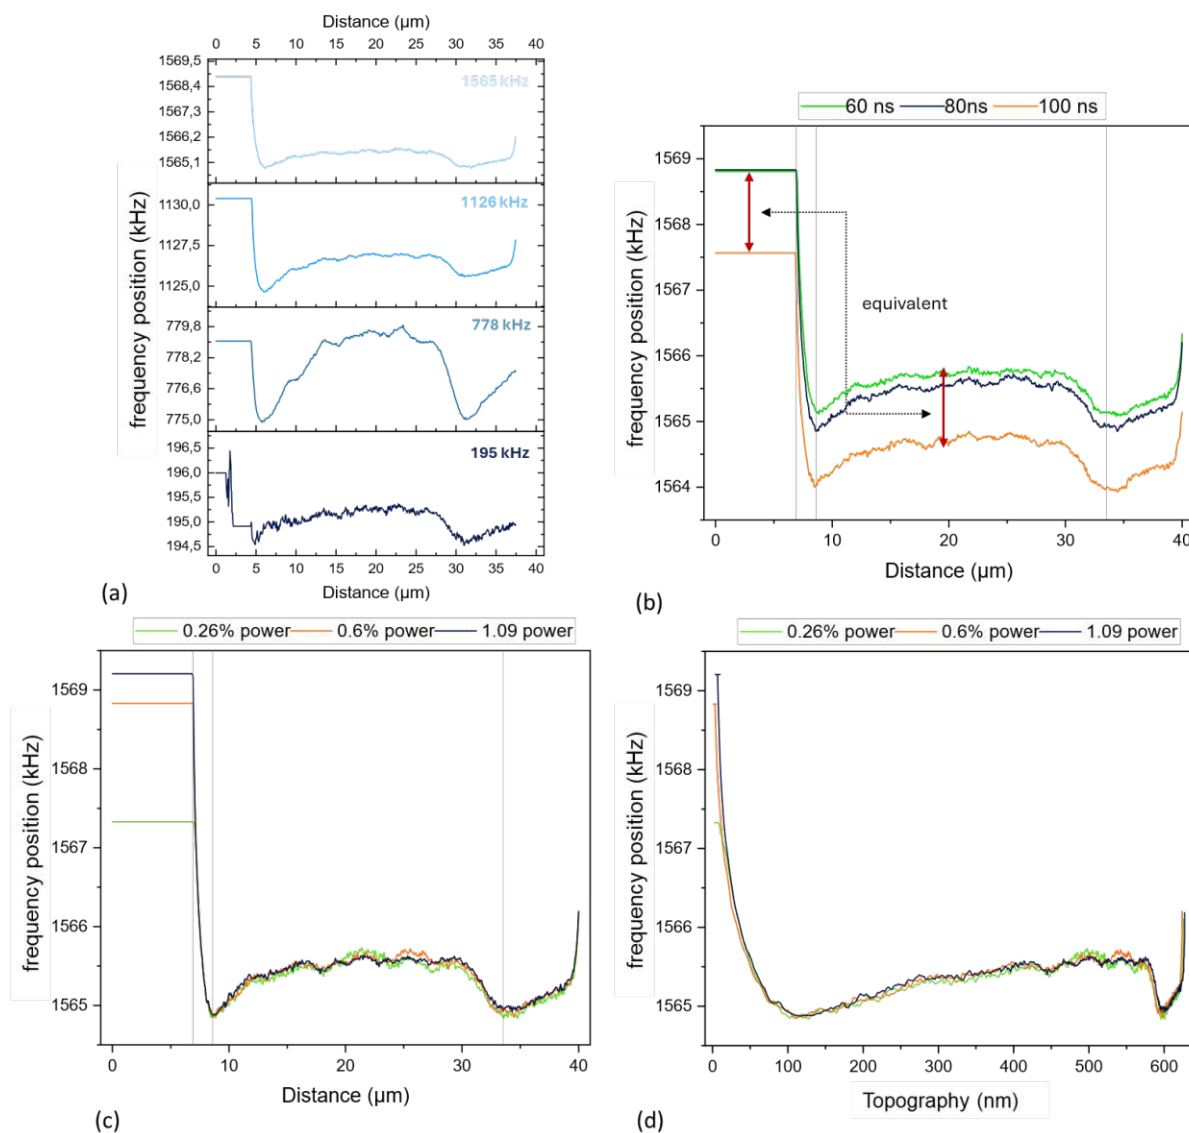 Distance (µm)
0 5 10 15 20 25 30 35 40
1569,5
1568,4
1567,3
1566,2
1565,1
1565 kHz
1130,0
1127,5
1125,0
1126 kHz
779,8
778,2
776,6
775,0
778 kHz
196,5
196,0
195,0
194,5
195 kHz
frequency position (kHz)
0 5 10 15 20 25 30 35 40
Distance (µm)
(a)
60 ns 80ns 100 ns
1569
1568
1567
1566
1565
1564
frequency position (kHz)
equivalent
0 10 20 30 40
Distance (µm)
(b)
0.26% power 0.6% power 1.09 power
1569
1568
1567
1566
1565
frequency position (kHz)
0 10 20 30 40
Distance (µm)
(c)
0.26% power 0.6% power 1.09 power
1569
1568
1567
1566
1565
frequency position (kHz)
0 100 200 300 400 500 600
Topography (nm)
(d)